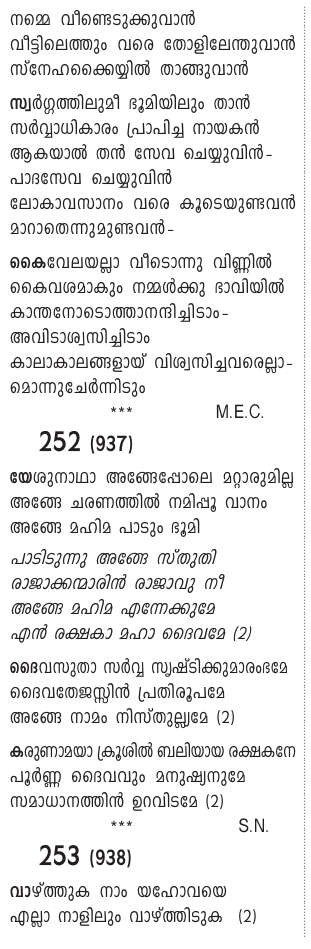 നമ്മെ വീണ്ടെടുക്കുവാൻ
വീട്ടിലെത്തും വരെ തോളിലേന്തുവാൻ
സ്നേഹക്കൈയ്യിൽ താങ്ങുവാൻ
സ്വർഗ്ഗത്തിലുമീ ഭൂമിയിലും താൻ
സർവ്വാധികാരം പ്രാപിച്ച നായകൻ
ആകയാൽ തൻ സേവ ചെയ്യുവിൻ-
പാദസേവ ചെയ്യുവിൻ
ലോകാവസാനം വരെ കൂടെയുണ്ടവൻ
മാറാതെന്നുമുണ്ടവൻ-
കൈവേലയല്ലാ വീടൊന്നു വിണ്ണിൽ
കൈവശമാകും നമ്മൾക്കു ഭാവിയിൽ
കാന്തനോടൊത്താനന്ദിച്ചിടാം-
അവിടാശ്വസിച്ചിടാം
കാലാകാലങ്ങളായ് വിശ്വസിച്ചവരെല്ലാ-
മൊന്നുചേർന്നിടും
*** M.E.C.
252 (937)
യേശുനാഥാ അങ്ങേപ്പോലെ മറ്റാരുമില്ല
അങ്ങേ ചരണത്തിൽ നമിപ്പൂ വാനം
അങ്ങേ മഹിമ പാടും ഭൂമി
പാടിടുന്നു അങ്ങേ സ്തുതി
രാജാക്കന്മാരിൻ രാജാവു നീ
അങ്ങേ മഹിമ എന്നേക്കുമേ
എൻ രക്ഷകാ മഹാ ദൈവമേ (2)
ദൈവസുതാ സർവ്വ സൃഷ്ടിക്കുമാരംഭമേ
ദൈവതേജസ്സിൻ പ്രതിരൂപമേ
അങ്ങേ നാമം നിസ്തുല്ല്യമേ (2)
കരുണാമയാ ക്രൂശിൽ ബലിയായ രക്ഷകനേ
പൂർണ്ണ ദൈവവും മനുഷ്യനുമേ
സമാധാനത്തിൻ ഉറവിടമേ (2)
*** S.N.
253 (938)
വാഴ്ത്തുക നാം യഹോവയെ
എല്ലാ നാളിലും വാഴ്ത്തിടുക (2)